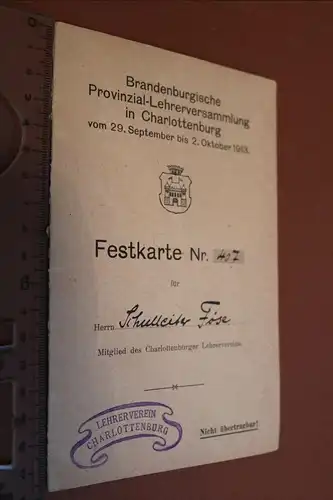 Brandenburgische
Provinzial-Lehrerversammlung
in Charlottenburg
vom 29. September bis 2. Oktober 1913.
Festkarte Nr. 407
für
Herrn Schulleiter Föse
Mitglied des Charlottenburger Lehrervereins.
LEHRERVEREIN
CHARLOTTENBURG
Nicht übertragbar!